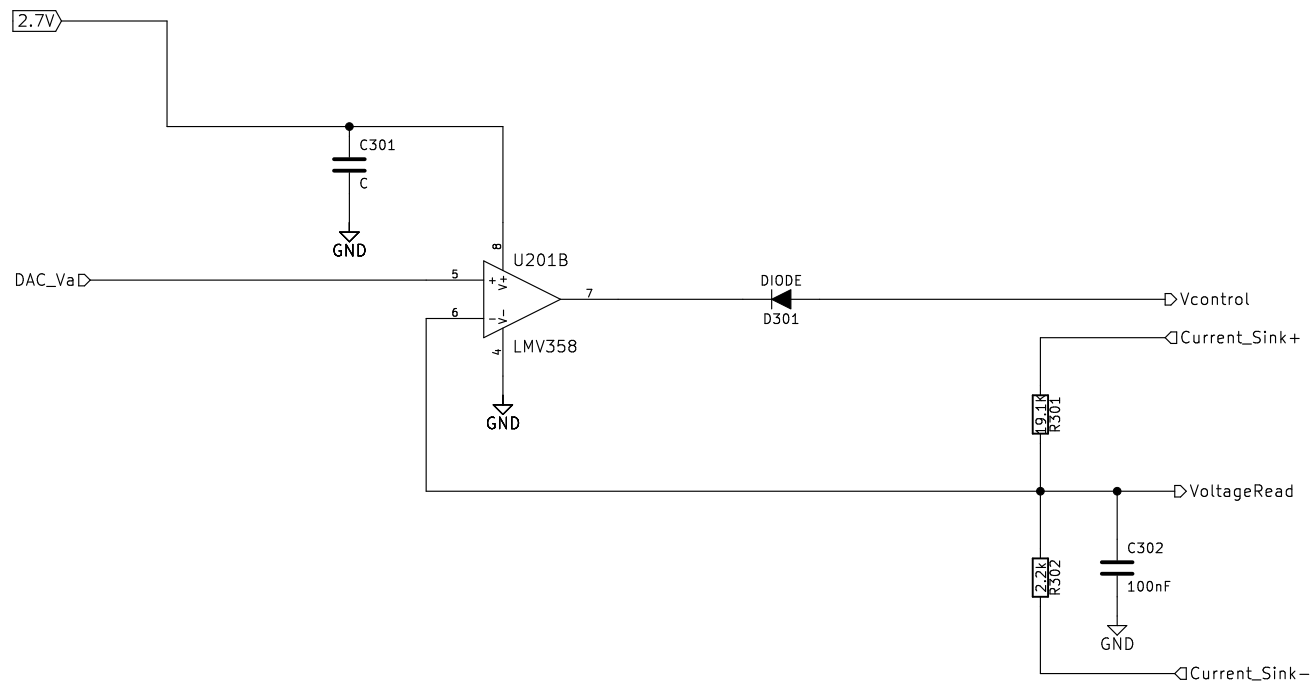 2.7V
C301
C
GND
8
U201B
DAC_Va
5
+
V+
7
DIODE
D301
Vcontrol
6
−
V-
4
LMV358
Current_Sink+
GND
19.1K
R301
VoltageRead
C302
2.2k
R302
100nF
GND
Current_Sink−